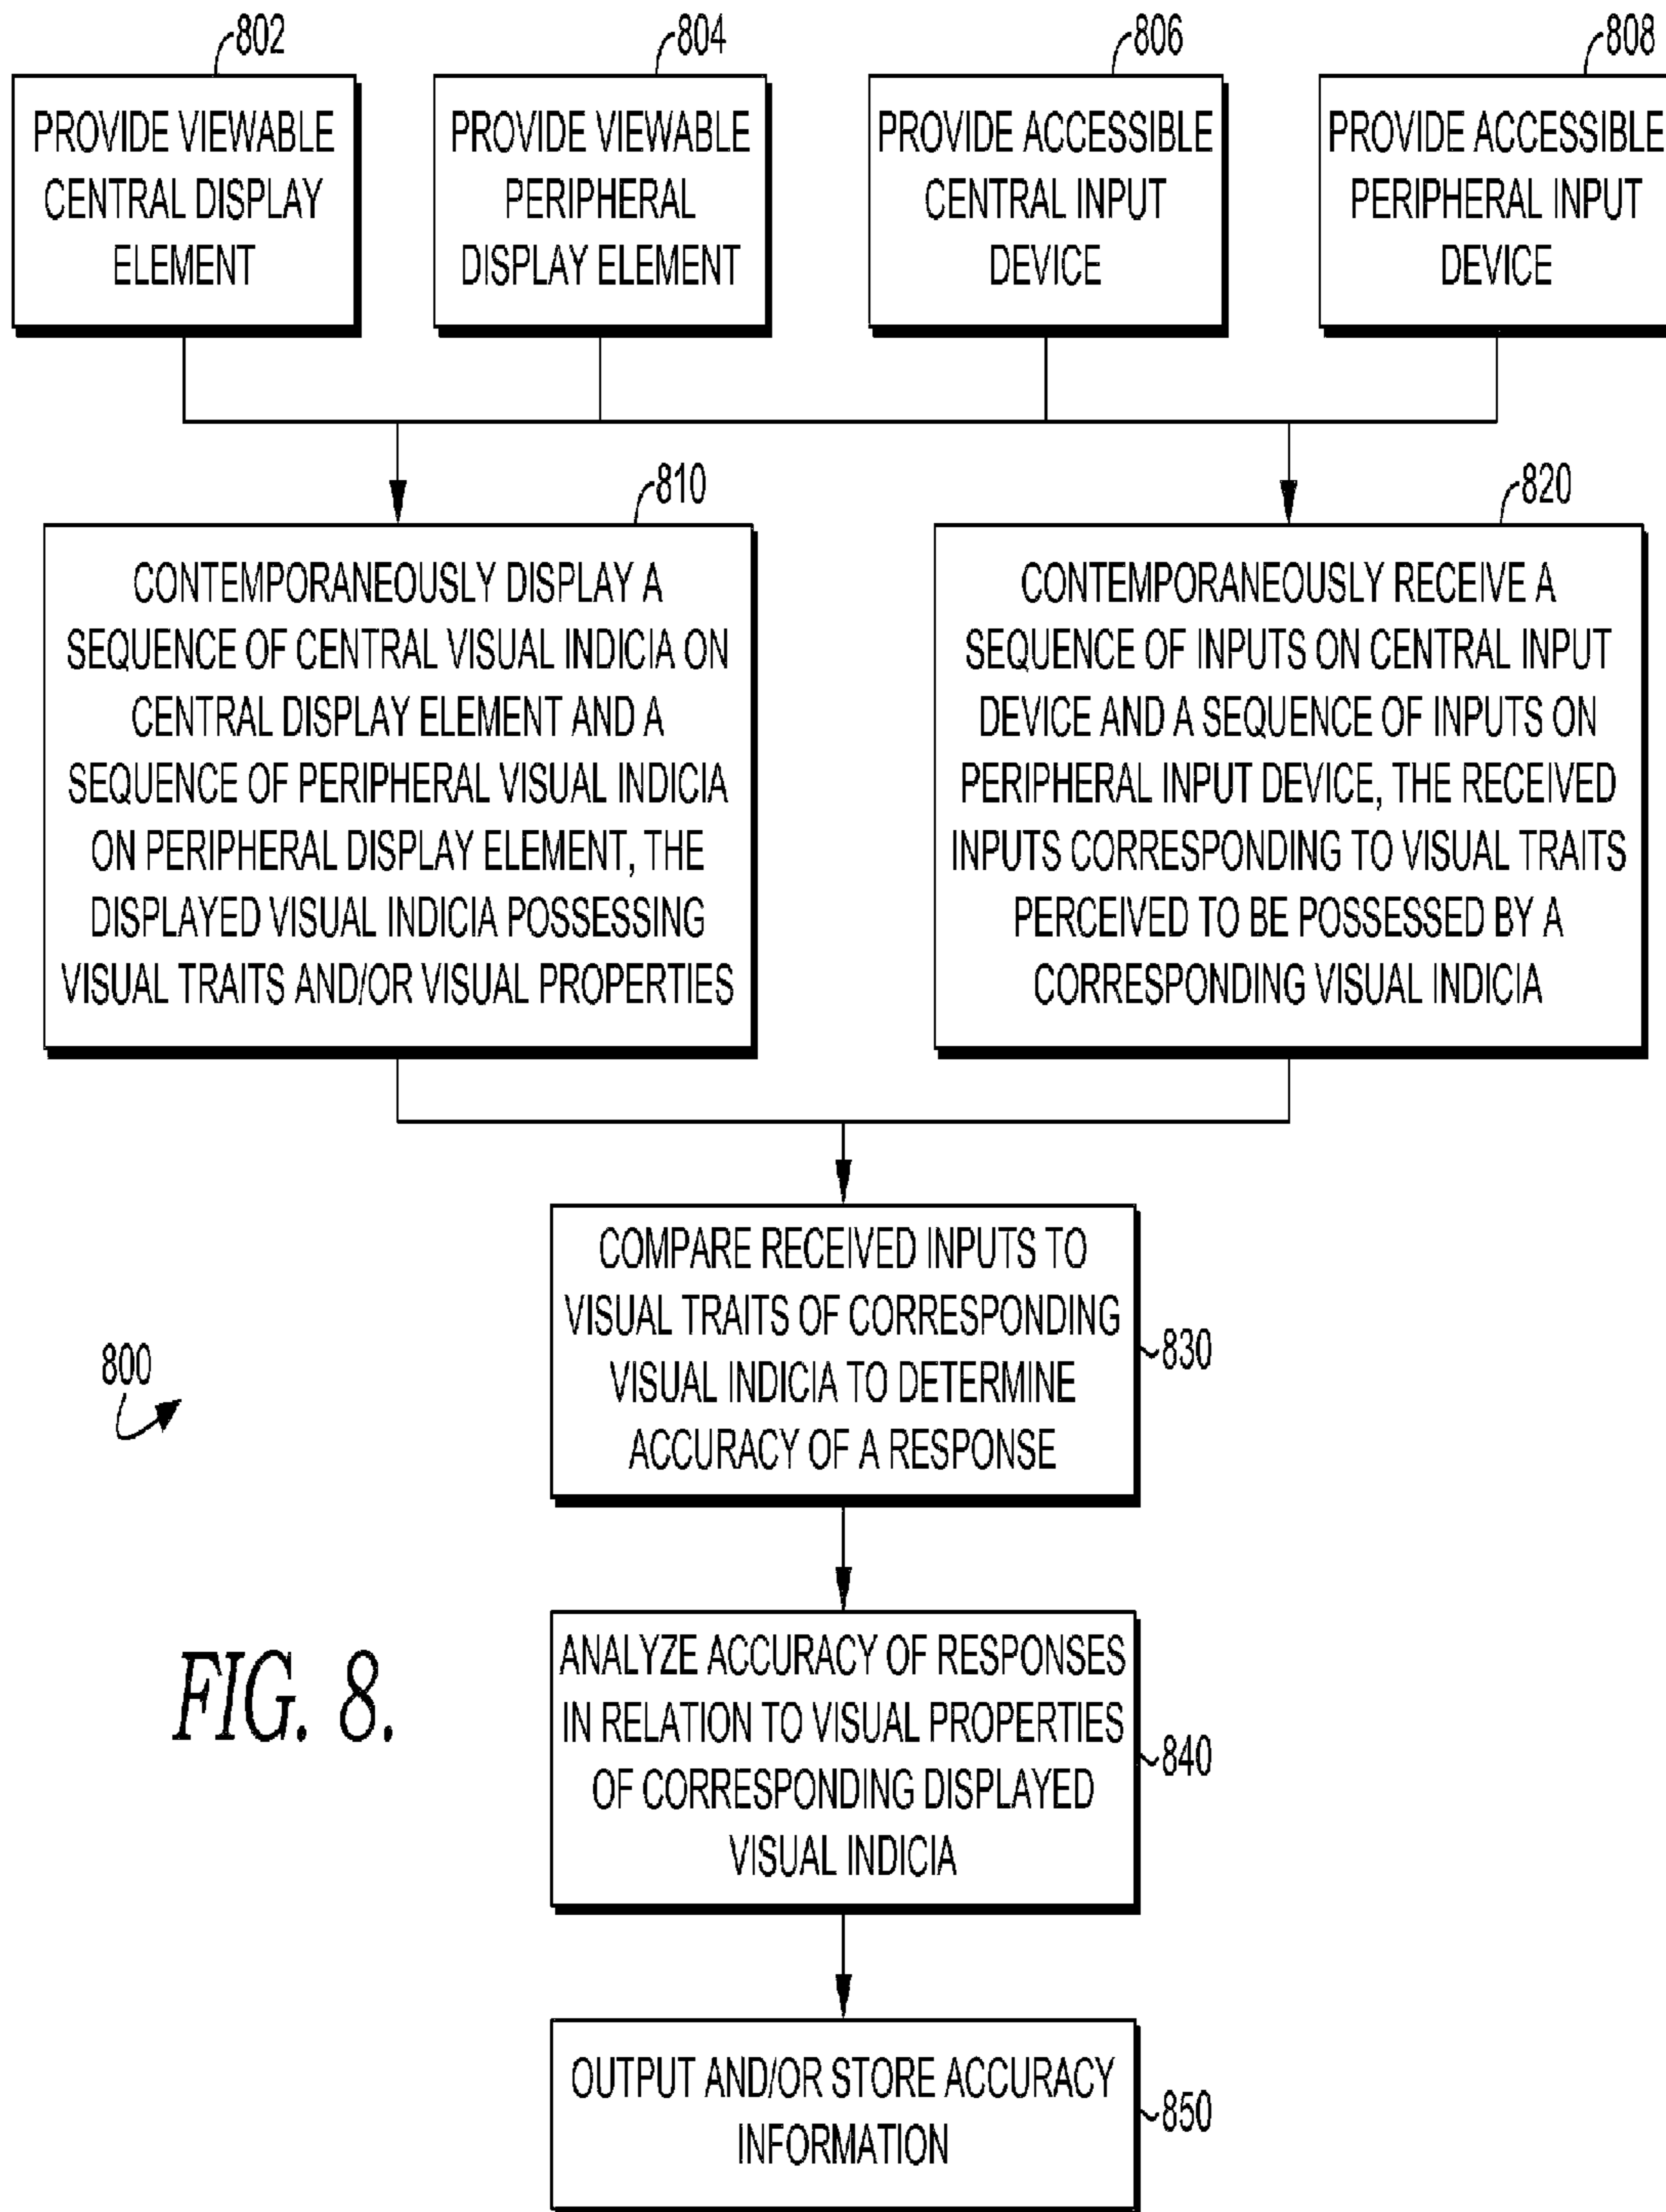 802
PROVIDE VIEWABLE
CENTRAL DISPLAY
ELEMENT
804
PROVIDE VIEWABLE
PERIPHERAL
DISPLAY ELEMENT
806
PROVIDE ACCESSIBLE
CENTRAL INPUT
DEVICE
808
PROVIDE ACCESSIBLE
PERIPHERAL INPUT
DEVICE
810
CONTEMPORANEOUSLY DISPLAY A
SEQUENCE OF CENTRAL VISUAL INDICIA ON
CENTRAL DISPLAY ELEMENT AND A
SEQUENCE OF PERIPHERAL VISUAL INDICIA
ON PERIPHERAL DISPLAY ELEMENT, THE
DISPLAYED VISUAL INDICIA POSSESSING
VISUAL TRAITS AND/OR VISUAL PROPERTIES
820
CONTEMPORANEOUSLY RECEIVE A
SEQUENCE OF INPUTS ON CENTRAL INPUT
DEVICE AND A SEQUENCE OF INPUTS ON
PERIPHERAL INPUT DEVICE, THE RECEIVED
INPUTS CORRESPONDING TO VISUAL TRAITS
PERCEIVED TO BE POSSESSED BY A
CORRESPONDING VISUAL INDICIA
COMPARE RECEIVED INPUTS TO
VISUAL TRAITS OF CORRESPONDING
VISUAL INDICIA TO DETERMINE
ACCURACY OF A RESPONSE
830
800
ANALYZE ACCURACY OF RESPONSES
IN RELATION TO VISUAL PROPERTIES
OF CORRESPONDING DISPLAYED
VISUAL INDICIA
840
FIG. 8.
OUTPUT AND/OR STORE ACCURACY
INFORMATION
850